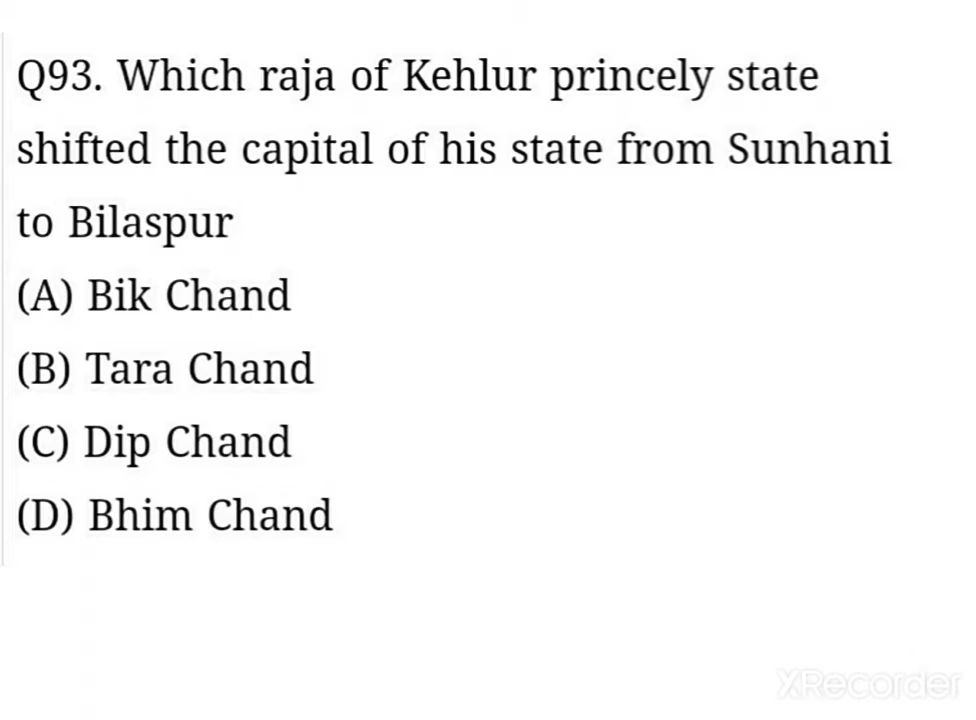 Q93. Which raja of Kehlur princely state
shifted the capital of his state from Sunhani
to Bilaspur
(A) Bik Chand
(B) Tara Chand
(C) Dip Chand
(D) Bhim Chand
XRecorder